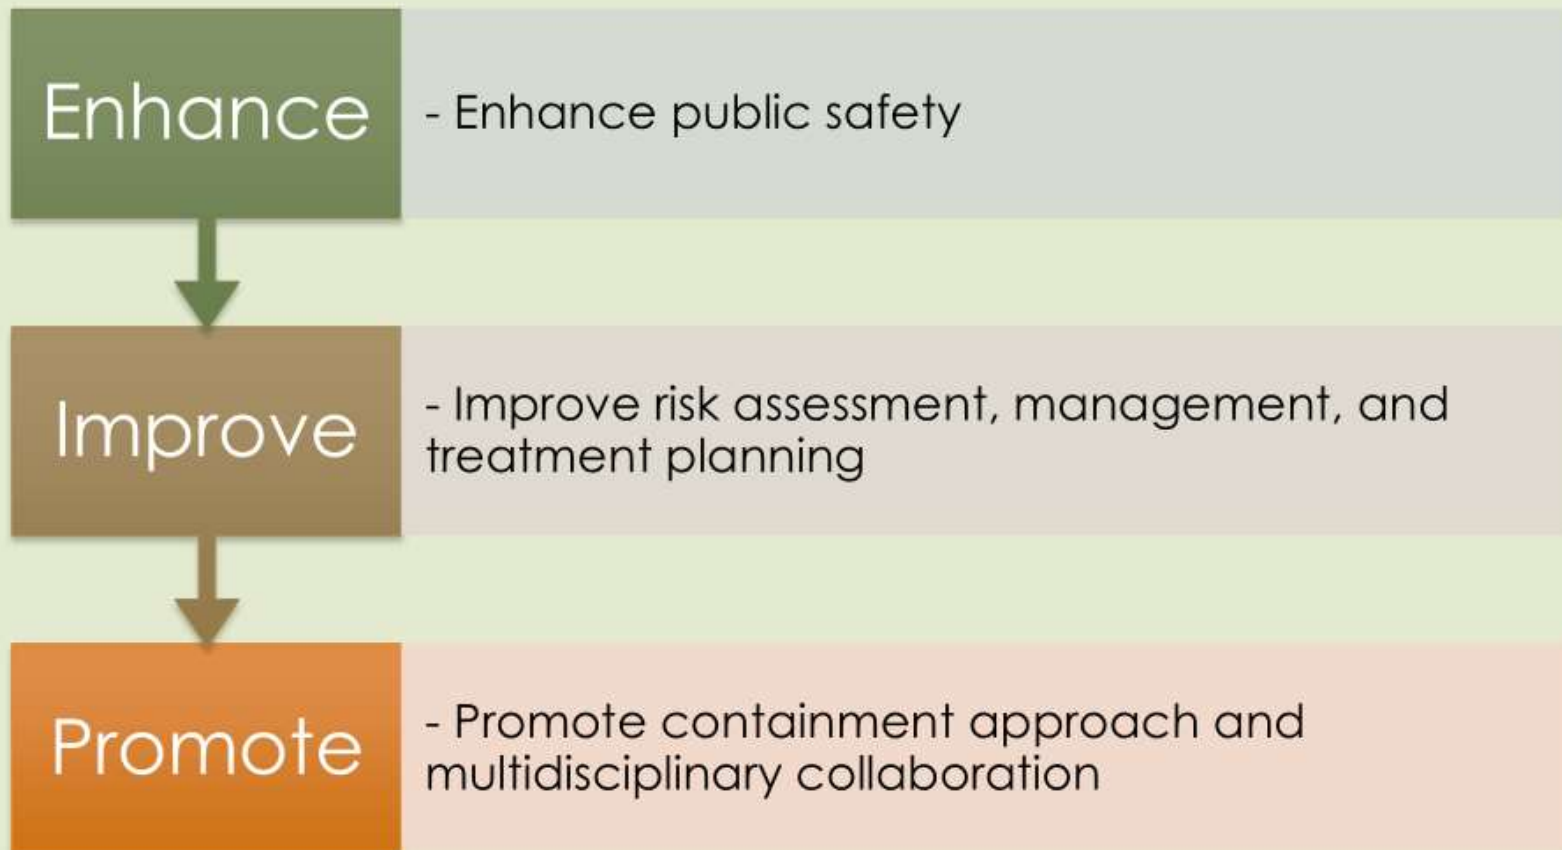 Enhance
- Enhance public safety
Improve
- Improve risk assessment, management, and
treatment planning
Promote
- Promote containment approach and
multidisciplinary collaboration